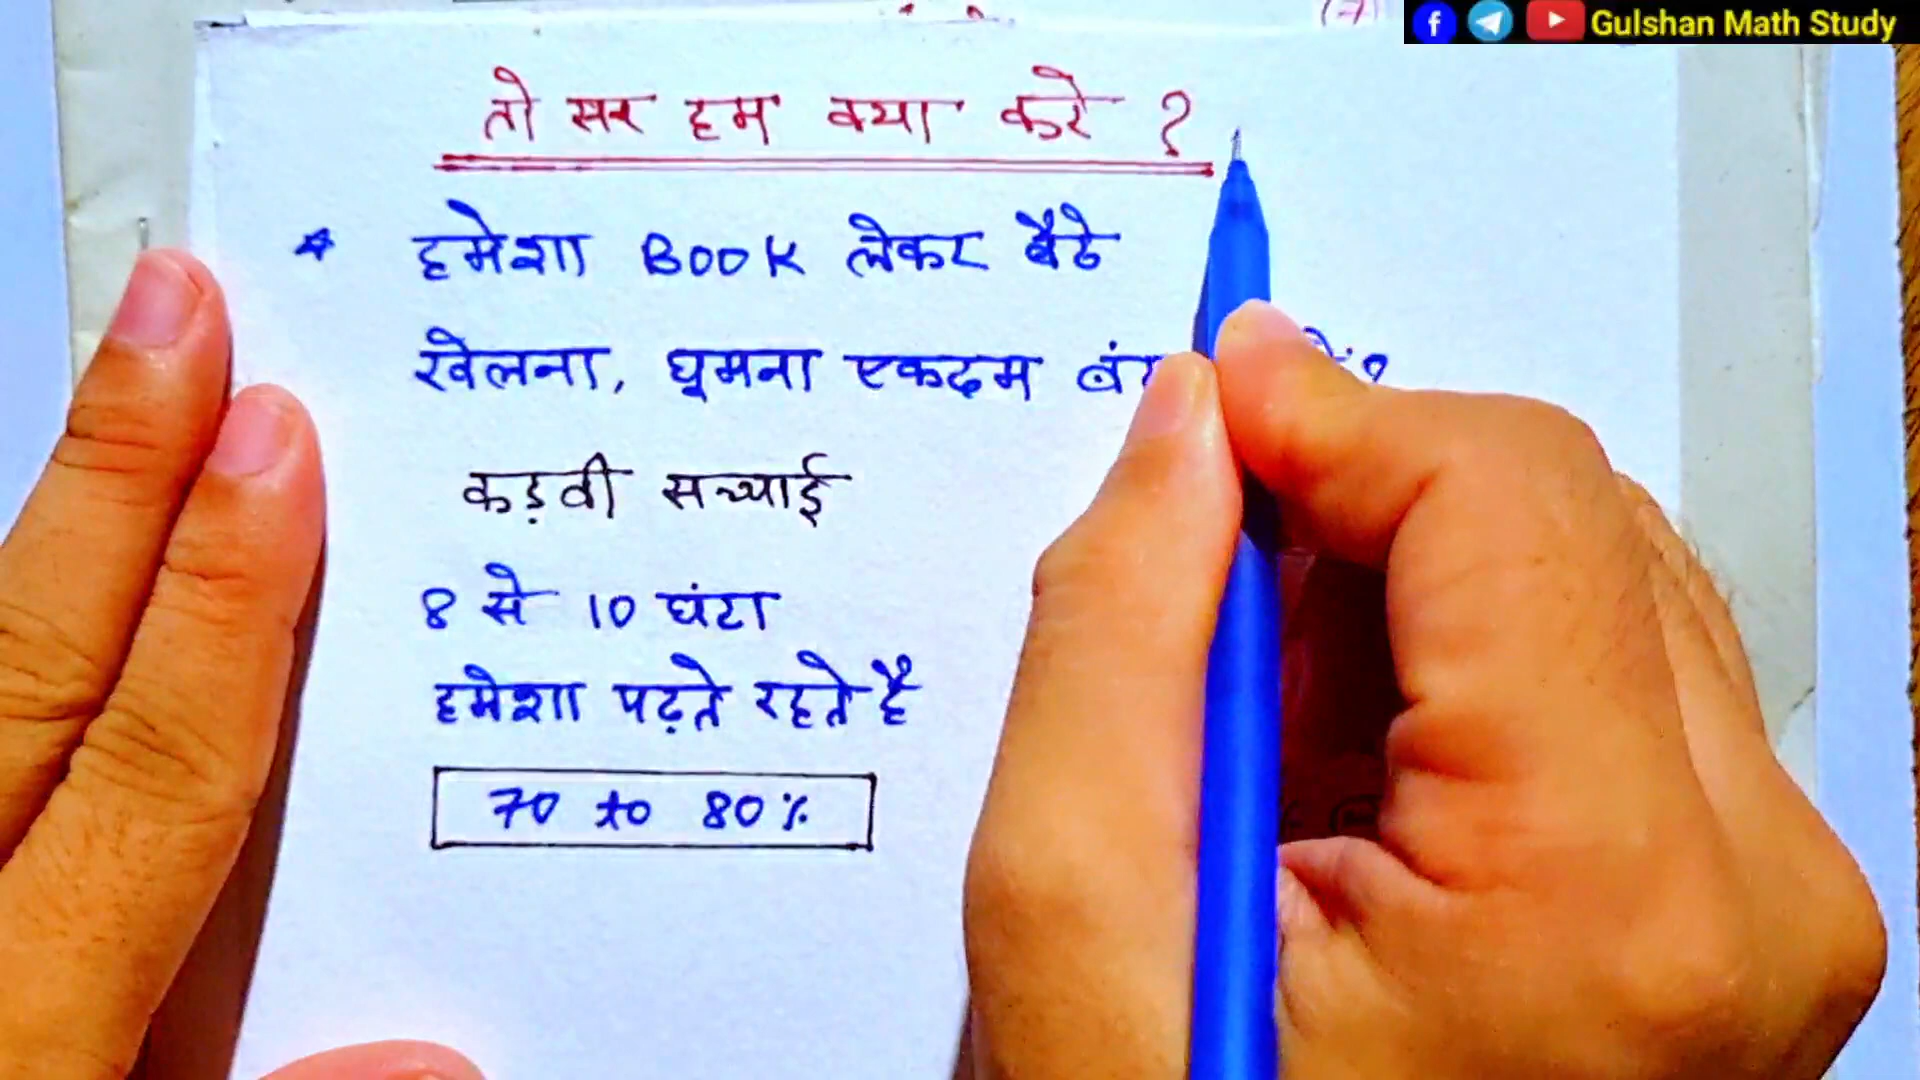 Gulshan Math Study
तो सर हम क्या करे ?
हमेशा BOOK लेकर बैठे
खेलना, घूमना एकदम
कड़वी सच्चाई
8 से 10 घंटा
हमेशा पढ़ते रहते है
70 to 80%